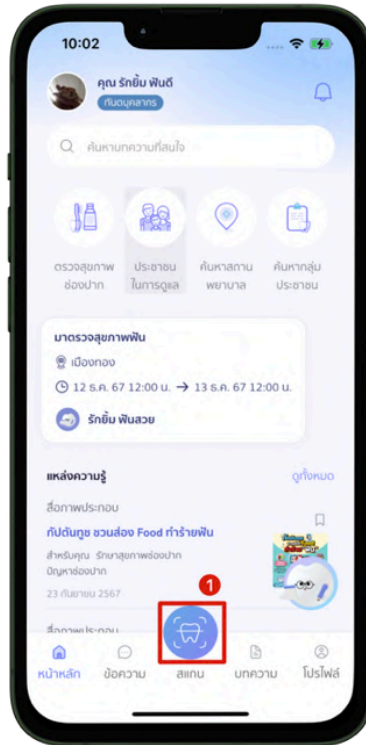 10:02
คุณ รักยิ้ม ฟันดี
ทันตบุคลากร
ค้นหาบทความที่สนใจ
ตรวจสุขภาพ
ช่องปาก
ประชาชน
ในการดูแล
ค้นหาสถาน
พยาบาล
ค้นหากลุ่ม
ประชาชน
มาตรวจสุขภาพฟัน
เมืองทอง
12 ธ.ค. 67 12:00 น. → 13 ธ.ค. 67 12:00 น.
รักยิ้ม ฟันสวย
แหล่งความรู้
ดูทั้งหมด
สื่อภาพประกอบ
กัปตันทูช ชวนส่อง Food ทำร้ายฟัน
สำหรับคุณ รักษาสุขภาพช่องปาก
ปัญหาช่องปาก
23 กันยายน 2567
1
สื่อภาพประกอบ
หน้าหลัก
ข้อความ
สแกน
บทความ
โปรไฟล์